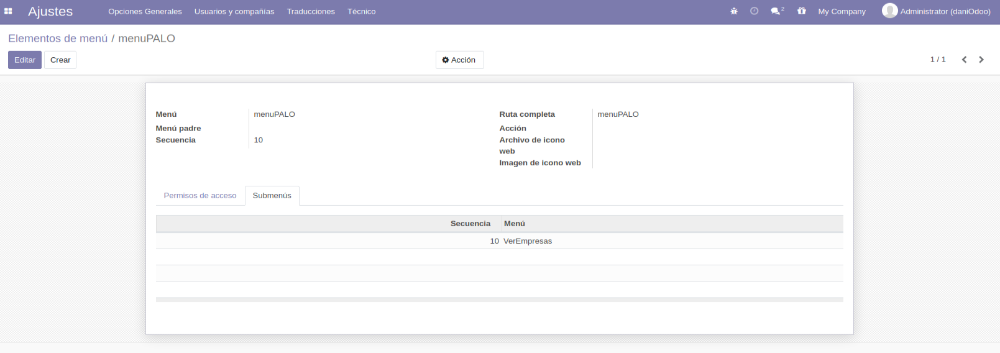 Ajustes Opciones Generales Usuarios y compañías Traducciones Técnico 2 My Company Administrator (daniOdoo)
Elementos de menú / menuPALO
Editar Crear Acción 1 / 1
Menú menuPALO Ruta completa menuPALO
Menú padre Acción
Secuencia 10 Archivo de icono
web
Imagen de icono web
Permisos de acceso Submenús
Secuencia Menú
10 VerEmpresas